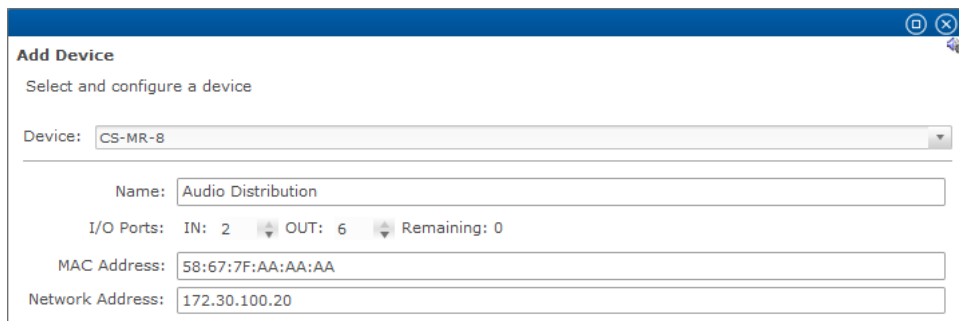 Add Device
Select and configure a device
Device: CS-MR-8
Name: Audio Distribution
I/O Ports: IN: 2 OUT: 6 Remaining: 0
MAC Address: 58:67:7F:AA:AA:AA
Network Address: 172.30.100.20